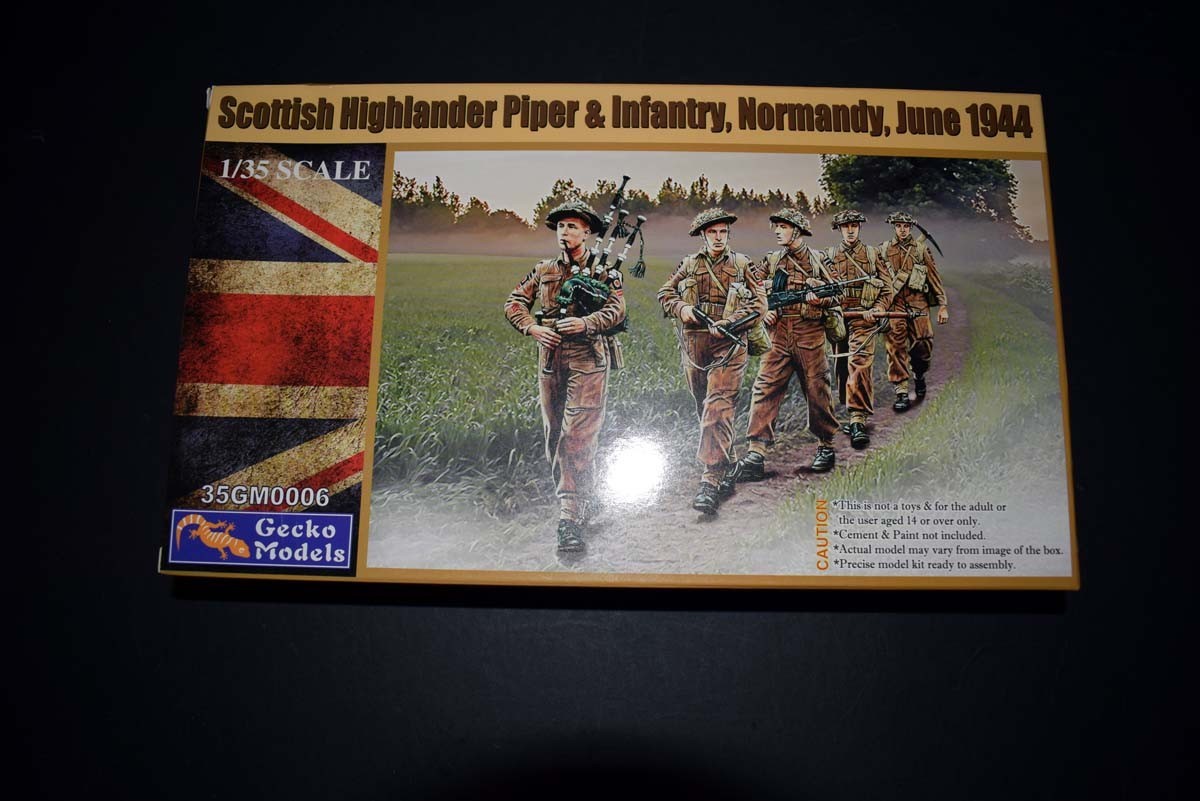 Scottish Highlander Piper & Infantry, Normandy, June 1944
1/35 SCALE
35GM0006
Gecko
Models
CAUTION
*This is not a toys & for the adult or
the user aged 14 or over only.
*Cement & Paint not included.
*Actual model may vary from image of the box.
*Precise model kit ready to assembly.